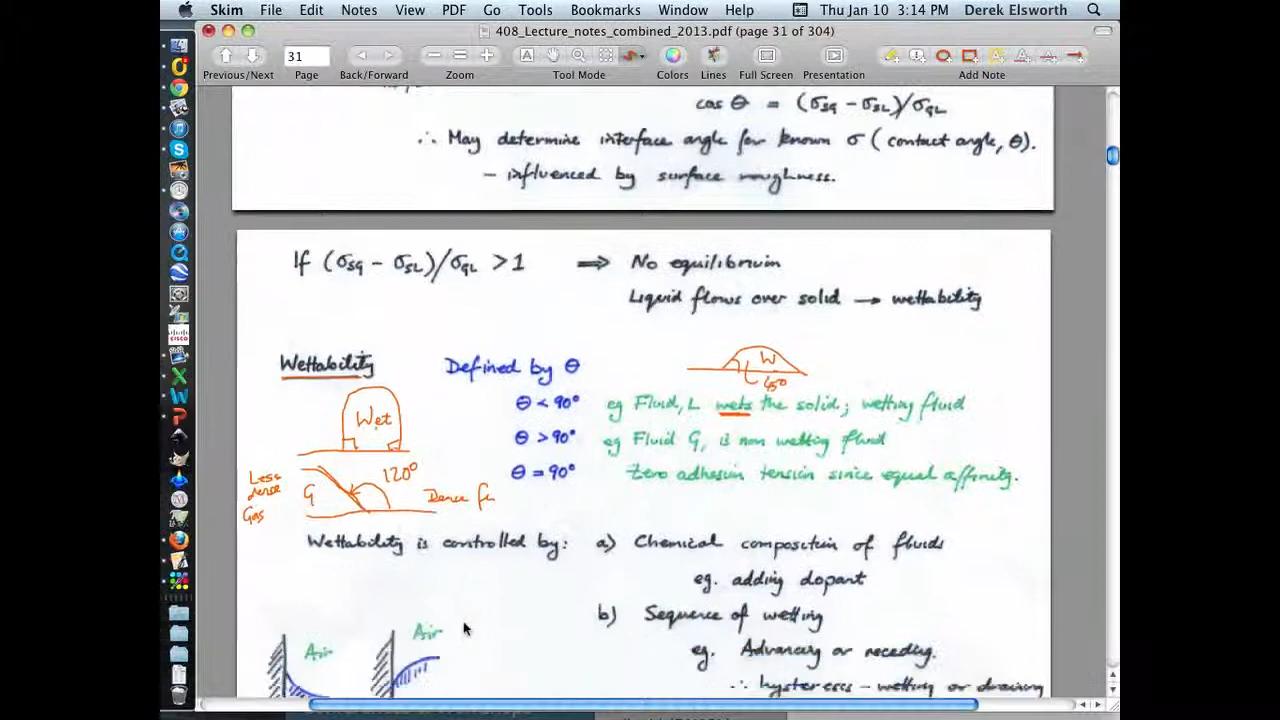 Skim File Edit Notes View PDF Go Tools Bookmarks Window Help Thu Jan 10 3:14 PM Derek Elsworth
408_Lecture_notes_combined_2013.pdf (page 31 of 304)
31
Previous/Next Page Back/Forward Zoom Tool Mode Colors Lines Full Screen Presentation Add Note
cos θ = (σSG - σSL)/σGL
∴ May determine interface angle for known σ (contact angle, θ).
- influenced by surface roughness.
If (σSG - σSL)/σGL > 1 ⟹ No equilibrium
Liquid flows over solid → wettability
Wettability Defined by θ
W
45°
θ < 90° eg Fluid, L wets the solid; wetting fluid
Wet
θ > 90° eg Fluid G, is non wetting fluid
θ = 90° Zero adhesion tension since equal affinity.
120°
Less
dense
Gas
G
Dense
Wettability is controlled by: a) Chemical composition of fluids
eg. adding dopant
b) Sequence of wetting
Air Air
eg. Advancing or receding.
∴ hysteresis - wetting or draining